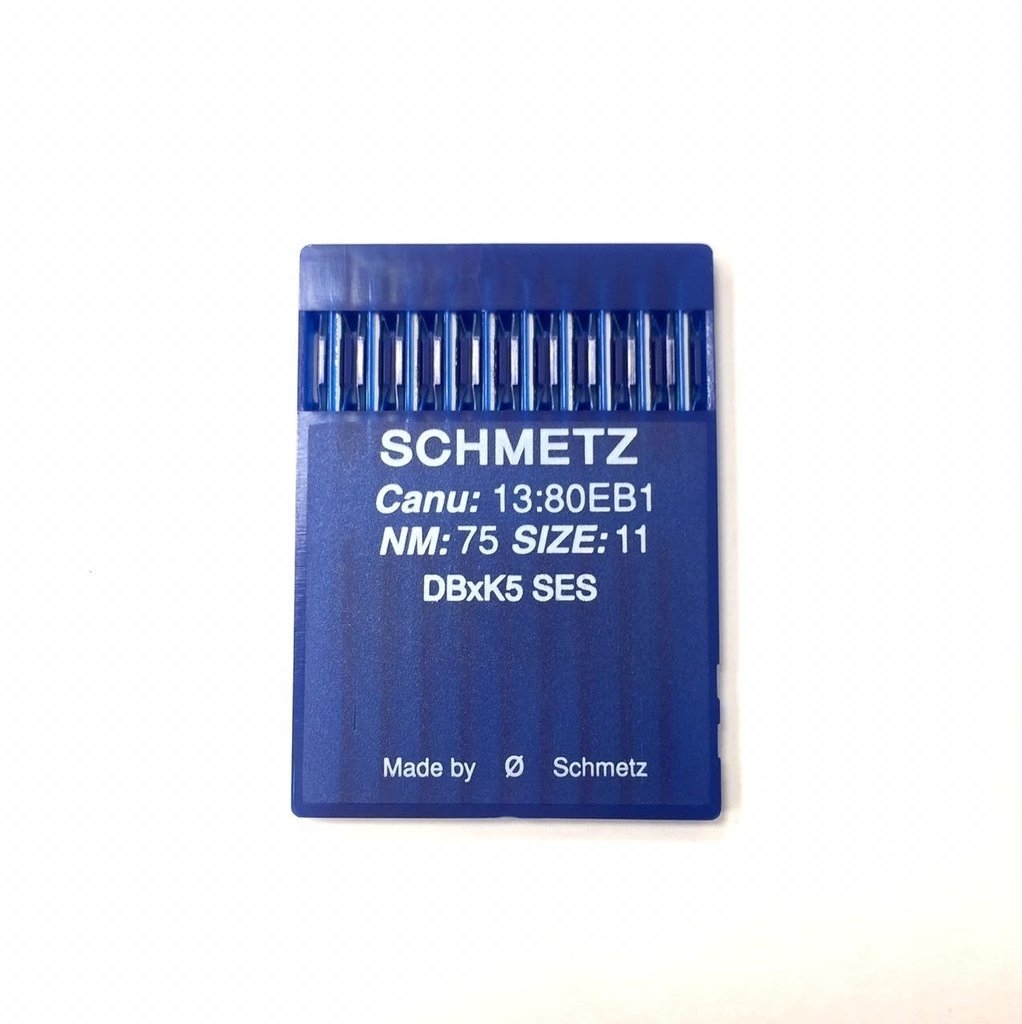 SCHMETZ
Canu: 13:80EB1
NM: 75 SIZE: 11
DBxK5 SES
Made by Ø Schmetz